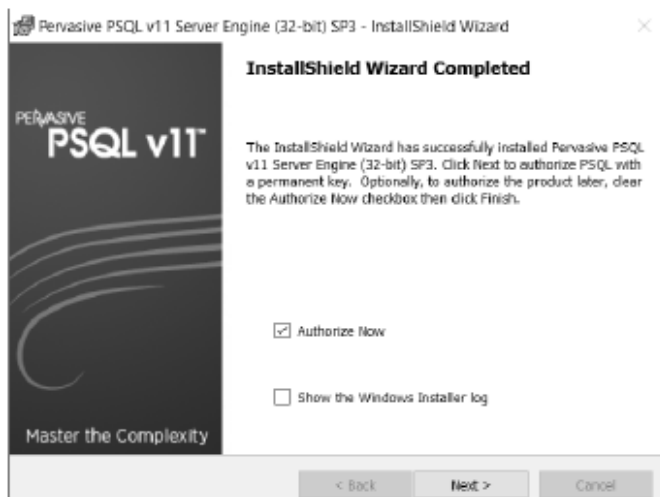 Pervasive PSQL v11 Server Engine (32-bit) SP3 - InstallShield Wizard
InstallShield Wizard Completed
PERVASIVE
PSQL v11™
The InstallShield Wizard has successfully installed Pervasive PSQL
v11 Server Engine (32-bit) SP3. Click Next to authorize PSQL with
a permanent key. Optionally, to authorize the product later, clear
the Authorize Now checkbox then click Finish.
Authorize Now
Show the Windows Installer log
Master the Complexity
< Back
Next >
Cancel